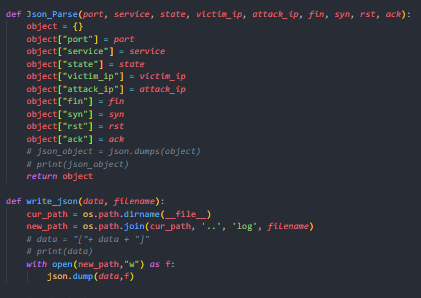 def Json_Parse(port, service, state, victim_ip, attack_ip, fin, syn, rst, ack):
    object = {}
    object["port"] = port
    object["service"] = service
    object["state"] = state
    object["victim_ip"] = victim_ip
    object["attack_ip"] = attack_ip
    object["fin"] = fin
    object["syn"] = syn
    object["rst"] = rst
    object["ack"] = ack
    # json_object = json.dumps(object)
    # print(json_object)
    return object
def write_json(data, filename):
    cur_path = os.path.dirname(__file__)
    new_path = os.path.join(cur_path, '..', 'log', filename)
    # data = "["+ data + "]"
    # print(data)
    with open(new_path,"w") as f:
        json.dump(data,f)